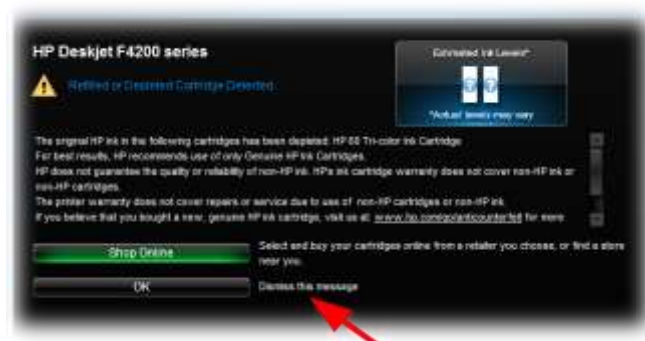 HP Deskjet F4200 series
Estimated Ink Levels*
Refilled or Depleted Cartridge Detected
*Actual levels may vary
The original HP ink in the following cartridges has been depleted: HP 60 Tri-color Ink Cartridge
For best results, HP recommends use of only Genuine HP Ink Cartridges.
HP does not guarantee the quality or reliability of non-HP ink. HPs ink cartridge warranty does not cover non-HP ink or
non-HP cartridges.
The printer warranty does not cover repairs or service due to use of non-HP cartridges or non-HP ink.
If you believe that you bought a new, genuine HP ink cartridge, visit us at: www.hp.com/go/anticounterfeit for more
Shop Online
Select and buy your cartridges online from a retailer you choose, or find a store
near you.
OK
Dismiss this message